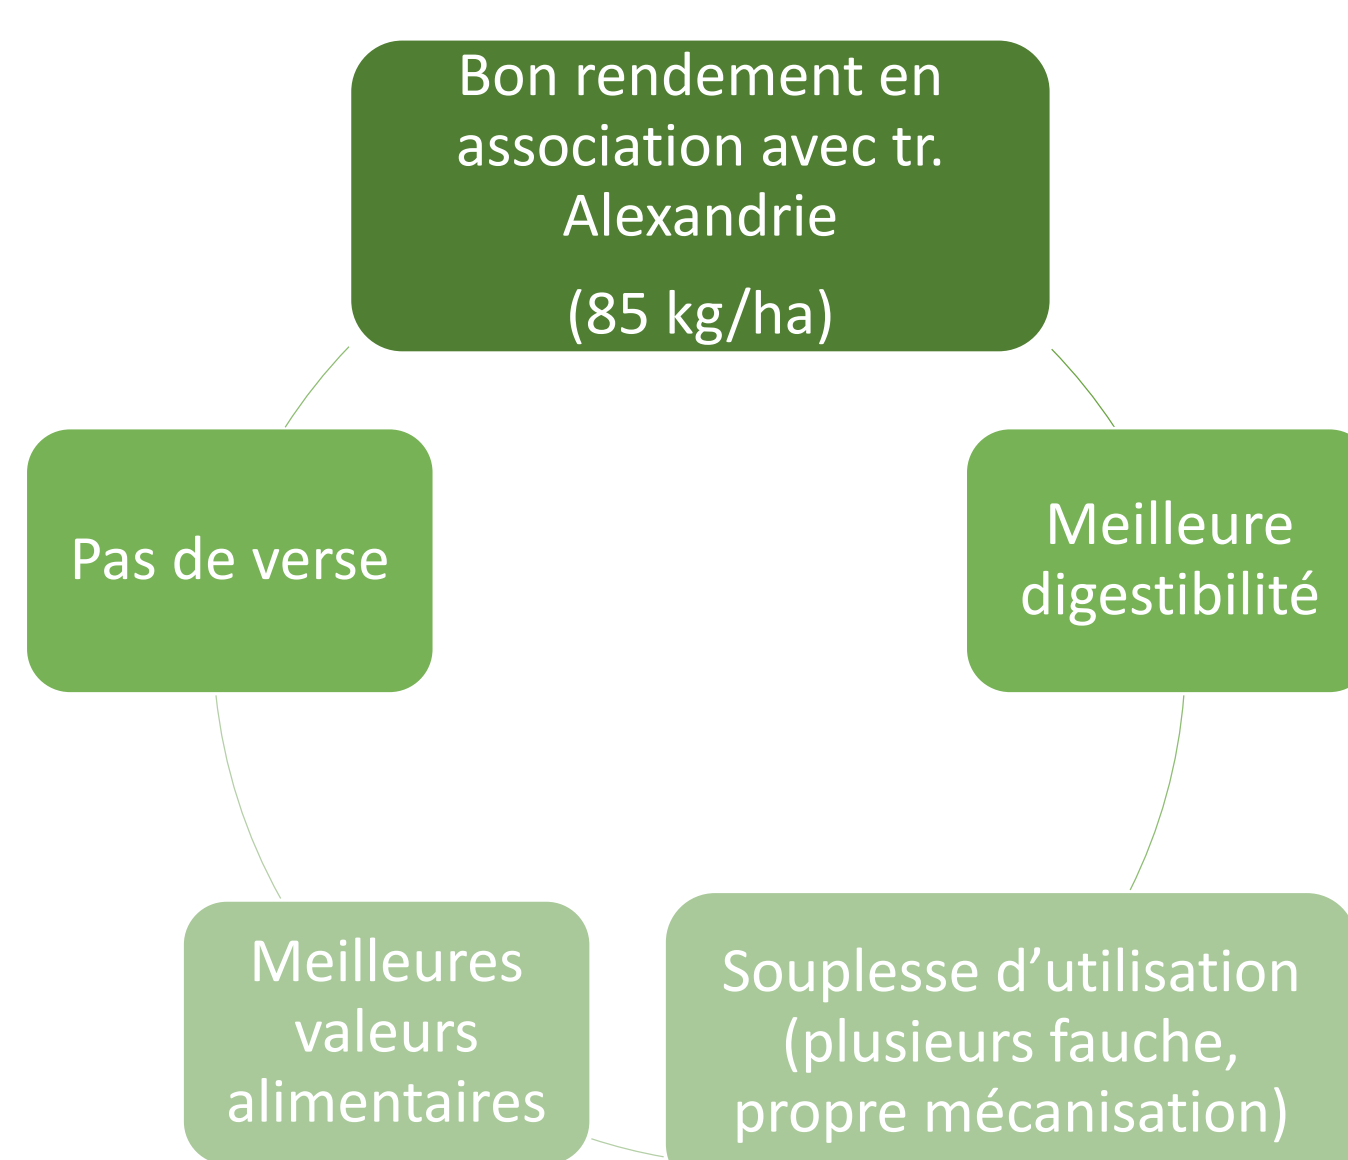 Bon rendement en
association avec tr.
Alexandrie
(85 kg/ha)
Pas de verse
Meilleure
digestibilité
Meilleures
valeurs
alimentaires
Souplesse d’utilisation
(plusieurs fauche,
propre mécanisation)